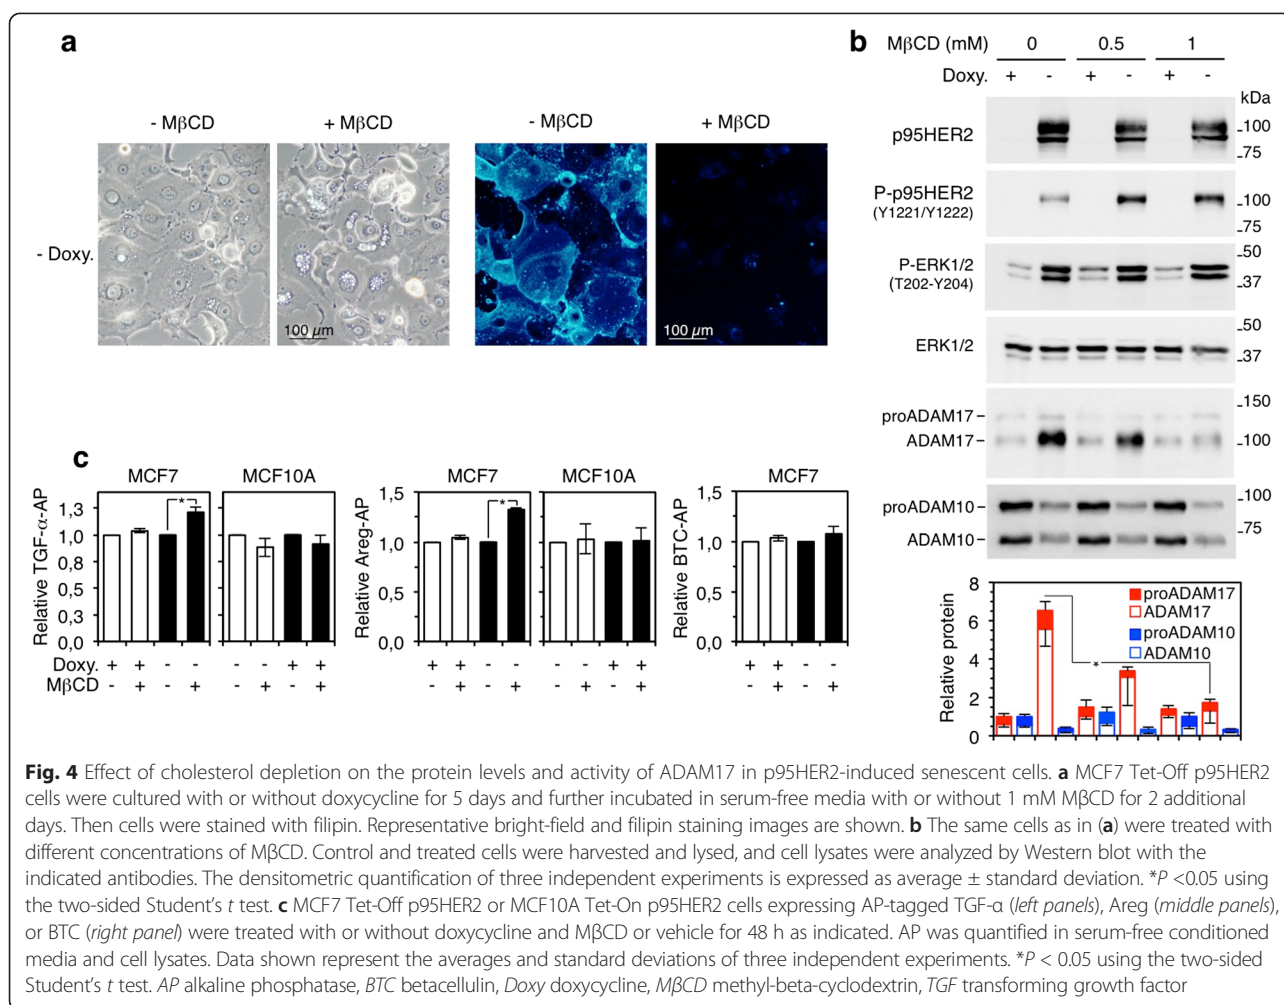 a
- MβCD + MβCD - MβCD + MβCD
- Doxy.
100 µm 100 µm
b
MβCD (mM) 0 0.5 1
Doxy. + - + - + -
kDa
p95HER2 100
75
P-p95HER2 100
(Y1221/Y1222)
75
P-ERK1/2 50
(T202-Y204) 37
ERK1/2 50
37
proADAM17 150
ADAM17 100
proADAM10 100
ADAM10 75
Relative protein
8
6
4
2
0
proADAM17
ADAM17
proADAM10
ADAM10
*
c
MCF7 MCF10A MCF7 MCF10A MCF7
Relative TGF-α-AP
1,3
1,0
0,8
0,5
0,3
0,0
*
Relative Areg-AP
1,5
1,0
0,5
0,0
*
Relative BTC-AP
1,5
1,0
0,5
0,0
Doxy. + + - - - - + + + + - - - - + + + + - -
MβCD - + - + - + - + - + - + - + - + - + - +
Fig. 4 Effect of cholesterol depletion on the protein levels and activity of ADAM17 in p95HER2-induced senescent cells. a MCF7 Tet-Off p95HER2
cells were cultured with or without doxycycline for 5 days and further incubated in serum-free media with or without 1 mM MβCD for 2 additional
days. Then cells were stained with filipin. Representative bright-field and filipin staining images are shown. b The same cells as in (a) were treated with
different concentrations of MβCD. Control and treated cells were harvested and lysed, and cell lysates were analyzed by Western blot with the
indicated antibodies. The densitometric quantification of three independent experiments is expressed as average ± standard deviation. *P <0.05 using
the two-sided Student's t test. c MCF7 Tet-Off p95HER2 or MCF10A Tet-On p95HER2 cells expressing AP-tagged TGF-α (left panels), Areg (middle panels),
or BTC (right panel) were treated with or without doxycycline and MβCD or vehicle for 48 h as indicated. AP was quantified in serum-free conditioned
media and cell lysates. Data shown represent the averages and standard deviations of three independent experiments. *P < 0.05 using the two-sided
Student's t test. AP alkaline phosphatase, BTC betacellulin, Doxy doxycycline, MβCD methyl-beta-cyclodextrin, TGF transforming growth factor